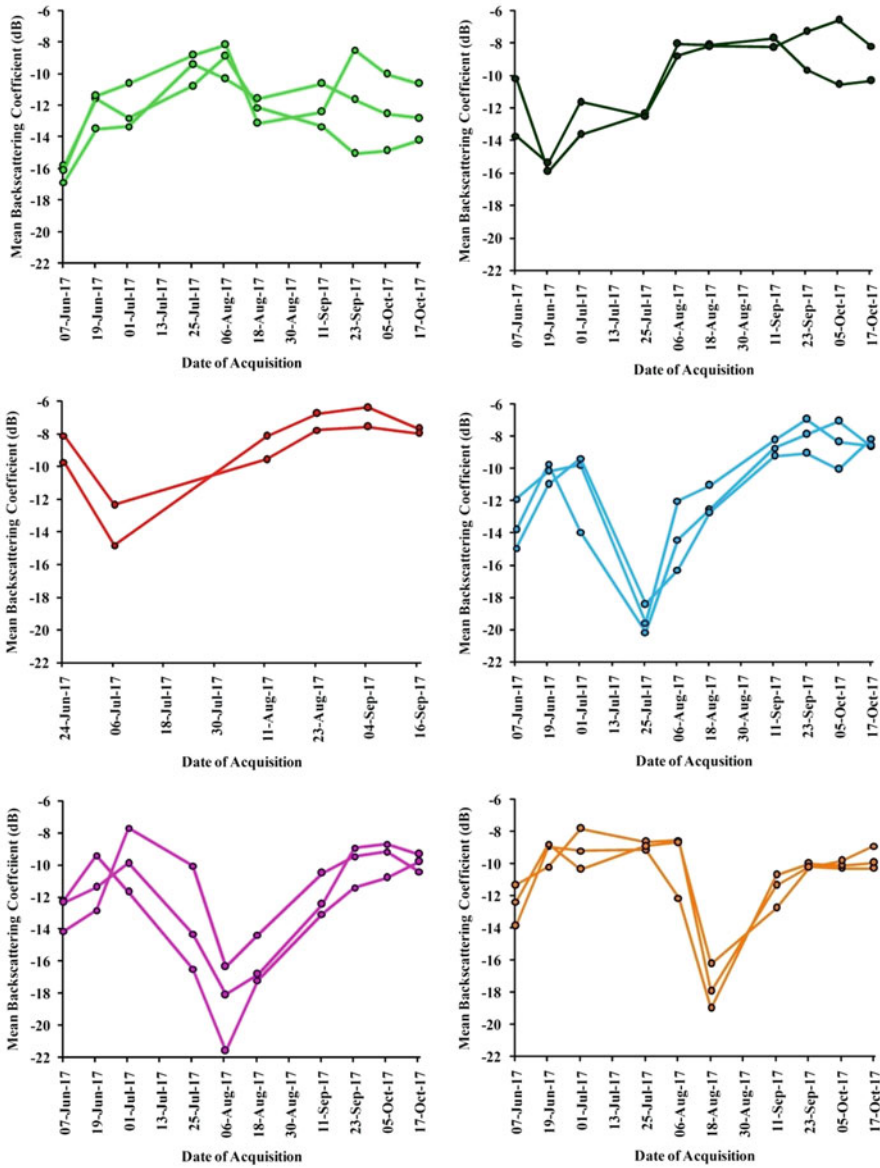 Mean Backscattering Coefficient (dB)
-6
-8
-10
-12
-14
-16
-18
-20
-22
07-Jun-17
19-Jun-17
01-Jul-17
13-Jul-17
25-Jul-17
06-Aug-17
18-Aug-17
30-Aug-17
11-Sep-17
23-Sep-17
05-Oct-17
17-Oct-17
Date of Acquisition
Mean Backscattering Coefficient (dB)
-6
-8
-10
-12
-14
-16
-18
-20
-22
07-Jun-17
19-Jun-17
01-Jul-17
13-Jul-17
25-Jul-17
06-Aug-17
18-Aug-17
30-Aug-17
11-Sep-17
23-Sep-17
05-Oct-17
17-Oct-17
Date of Acquisition
Mean Backscattering Coefficient (dB)
-6
-8
-10
-12
-14
-16
-18
-20
-22
24-Jun-17
06-Jul-17
18-Jul-17
30-Jul-17
11-Aug-17
23-Aug-17
04-Sep-17
16-Sep-17
Date of Acquisition
Mean Backscattering Coefficient (dB)
-6
-8
-10
-12
-14
-16
-18
-20
-22
07-Jun-17
19-Jun-17
01-Jul-17
13-Jul-17
25-Jul-17
06-Aug-17
18-Aug-17
30-Aug-17
11-Sep-17
23-Sep-17
05-Oct-17
17-Oct-17
Date of Acqusition
Mean Backscattering Coeffciient (dB)
-6
-8
-10
-12
-14
-16
-18
-20
-22
07-Jun-17
19-Jun-17
01-Jul-17
13-Jul-17
25-Jul-17
06-Aug-17
18-Aug-17
30-Aug-17
11-Sep-17
23-Sep-17
05-Oct-17
17-Oct-17
Date of Acquisition
Mean Backscattering Coefficient (dB)
-6
-8
-10
-12
-14
-16
-18
-20
-22
07-Jun-17
19-Jun-17
01-Jul-17
13-Jul-17
25-Jul-17
06-Aug-17
18-Aug-17
30-Aug-17
11-Sep-17
23-Sep-17
05-Oct-17
17-Oct-17
Date of Acquisition